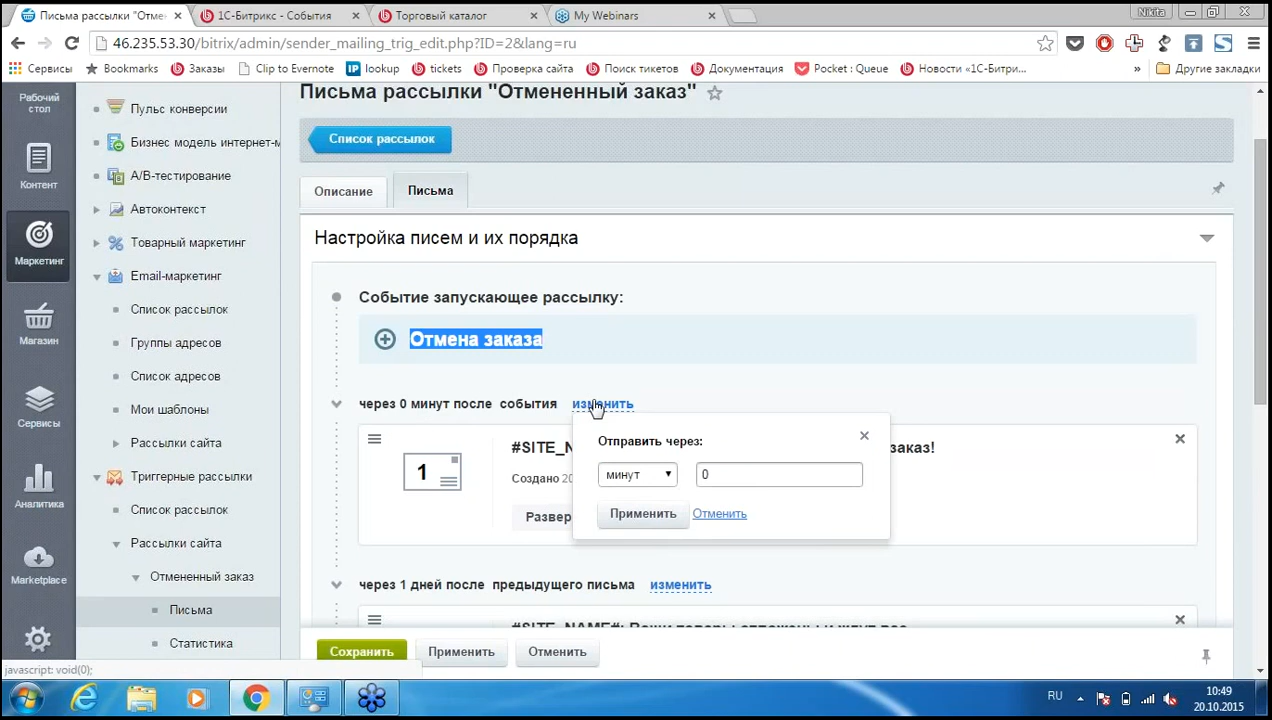 Письма рассылки "Отме
1С-Битрикс - События
Торговый каталог
My Webinars
Nikita
46.235.53.30/bitrix/admin/sender_mailing_trig_edit.php?ID=2&lang=ru
Сервисы
Bookmarks
Заказы
Clip to Evernote
IP lookup
tickets
Проверка сайта
Поиск тикетов
Документация
Pocket : Queue
Новости «1С-Битри...
»
Другие закладки
Рабочий
стол
Контент
Маркетинг
Магазин
Сервисы
Аналитика
Marketplace
Пульс конверсии
Бизнес модель интернет-м
A/B-тестирование
Автоконтекст
Товарный маркетинг
Email-маркетинг
Список рассылок
Группы адресов
Список адресов
Мои шаблоны
Рассылки сайта
Триггерные рассылки
Список рассылок
Рассылки сайта
Отмененный заказ
Письма
Статистика
Письма рассылки "Отмененный заказ"
Список рассылок
Описание
Письма
Настройка писем и их порядка
Событие запускающее рассылку:
Отмена заказа
через 0 минут после события изменить
Отправить через:
минут
0
Применить
Отменить
1
#SITE_N
заказ!
Создано 20
Развер
через 1 дней после предыдущего письма изменить
Сохранить
Применить
Отменить
javascript: void(0);
RU
10:49
20.10.2015